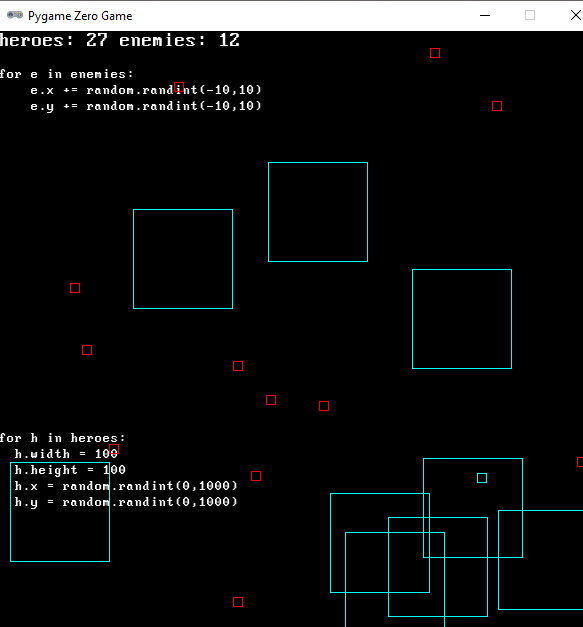 Pygame Zero Game
heroes: 27 enemies: 12
for e in enemies:
    e.x += random.randint(-10,10)
    e.y += random.randint(-10,10)
for h in heroes:
  h.width = 100
  h.height = 100
  h.x = random.randint(0,1000)
  h.y = random.randint(0,1000)